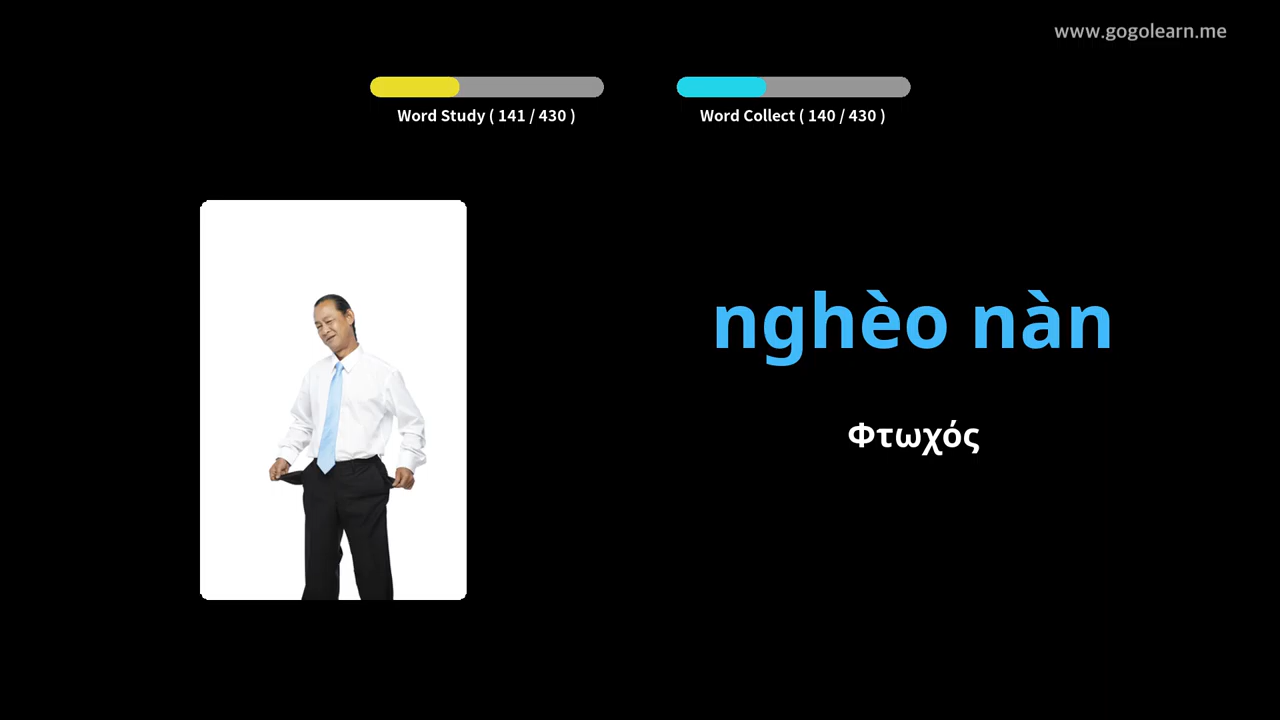 www.gogolearn.me
Word Study ( 141 / 430 )
Word Collect ( 140 / 430 )
nghèo nàn
Φτωχός